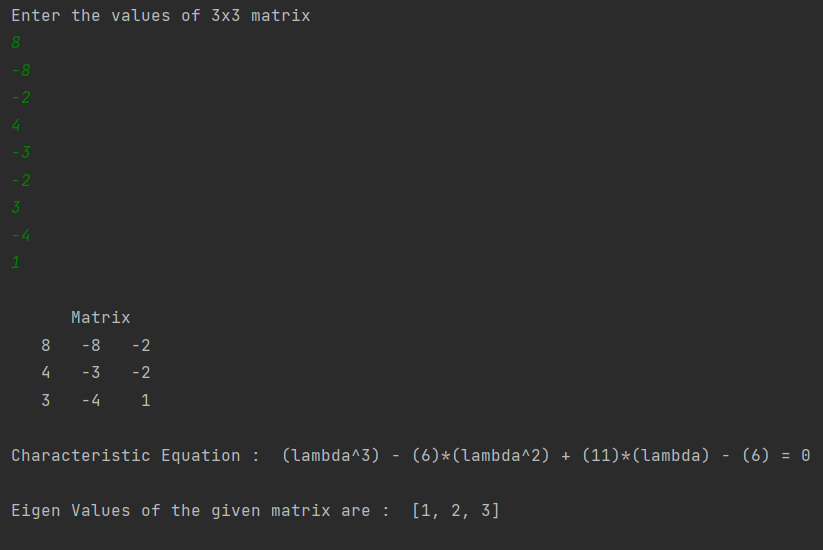 Enter the values of 3x3 matrix
8
-8
-2
4
-3
-2
3
-4
1
Matrix
8 -8 -2
4 -3 -2
3 -4 1
Characteristic Equation : (lambda^3) - (6)*(lambda^2) + (11)*(lambda) - (6) = 0
Eigen Values of the given matrix are : [1, 2, 3]